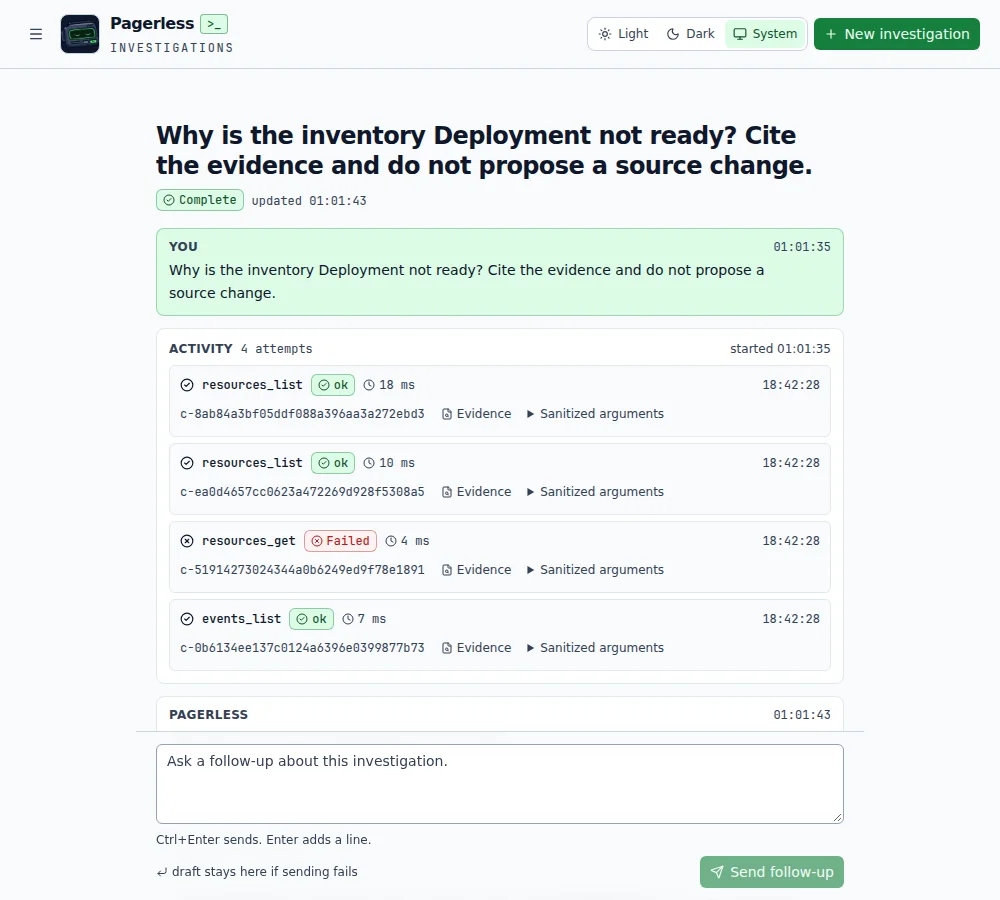 Pagerless >_
INVESTIGATIONS
Light Dark System
+ New investigation
Why is the inventory Deployment not ready? Cite
the evidence and do not propose a source change.
Complete updated 01:01:43
YOU 01:01:35
Why is the inventory Deployment not ready? Cite the evidence and do not propose a
source change.
ACTIVITY 4 attempts started 01:01:35
resources_list ok 18 ms 18:42:28
c-8ab84a3bf05ddf088a396aa3a272ebd3 Evidence Sanitized arguments
resources_list ok 10 ms 18:42:28
c-ea0d4657cc0623a472269d928f5308a5 Evidence Sanitized arguments
resources_get Failed 4 ms 18:42:28
c-51914273024344a0b6249ed9f78e1891 Evidence Sanitized arguments
events_list ok 7 ms 18:42:28
c-0b6134ee137c0124a6396e0399877b73 Evidence Sanitized arguments
PAGERLESS 01:01:43
Ask a follow-up about this investigation.
Ctrl+Enter sends. Enter adds a line.
draft stays here if sending fails
Send follow-up